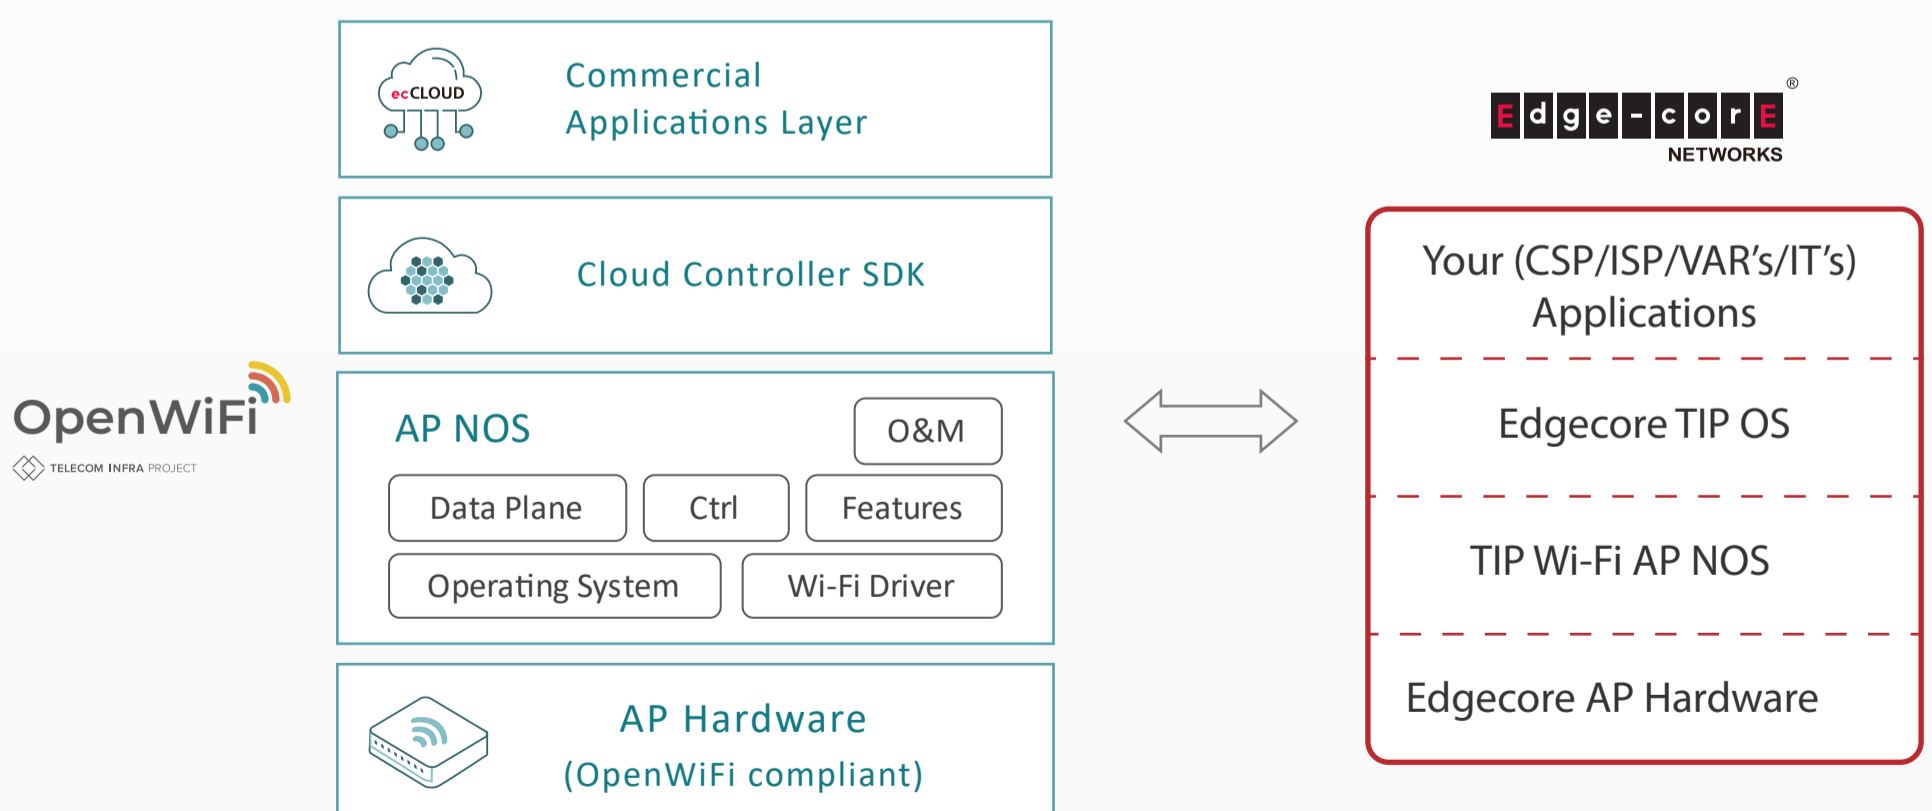 ecCLOUD
Commercial
Applications Layer
Cloud Controller SDK
OpenWiFi
TELECOM INFRA PROJECT
AP NOS
O&M
Data Plane
Ctrl
Features
Operating System
Wi-Fi Driver
AP Hardware
(OpenWiFi compliant)
Edge-corE®
NETWORKS
Your (CSP/ISP/VAR’s/IT’s)
Applications
Edgecore TIP OS
TIP Wi-Fi AP NOS
Edgecore AP Hardware